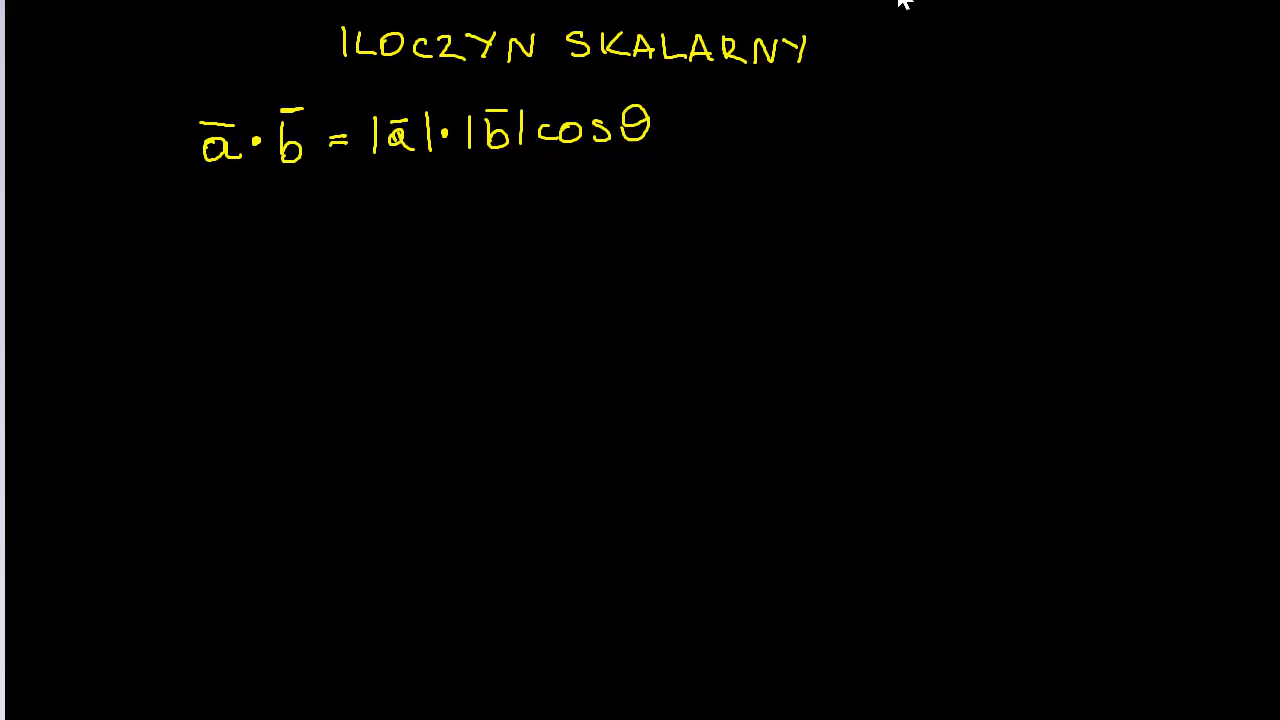 ILOCZYN SKALARNY
a̅ · b̅ = |a̅| · |b̅| cos θ